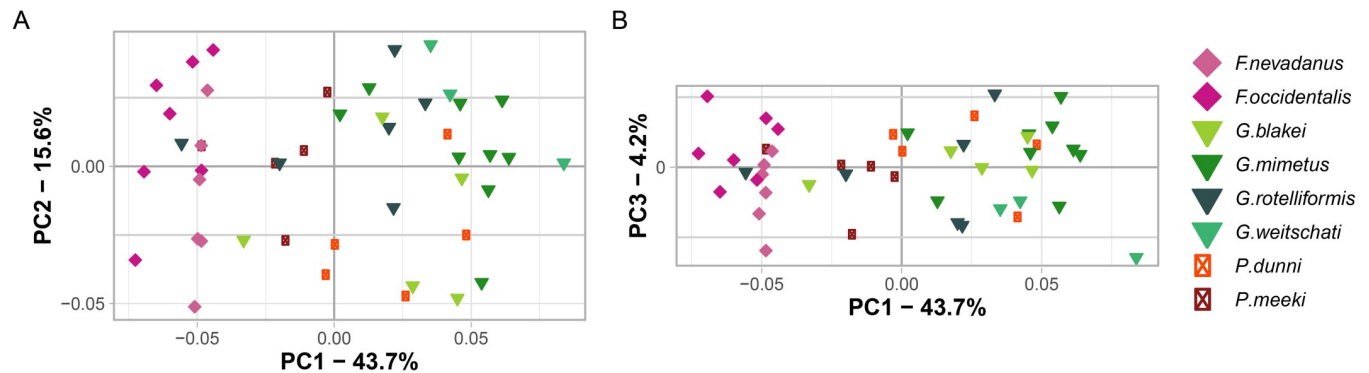 A
PC2 − 15.6%
0.00
−0.05
−0.05
0.00
0.05
PC1 − 43.7%
B
PC3 − 4.2%
0
−0.05
0.00
0.05
PC1 − 43.7%
F.nevadanus
F.occidentalis
G.blakei
G.mimetus
G.rotelliformis
G.weitschati
P.dunni
P.meeki